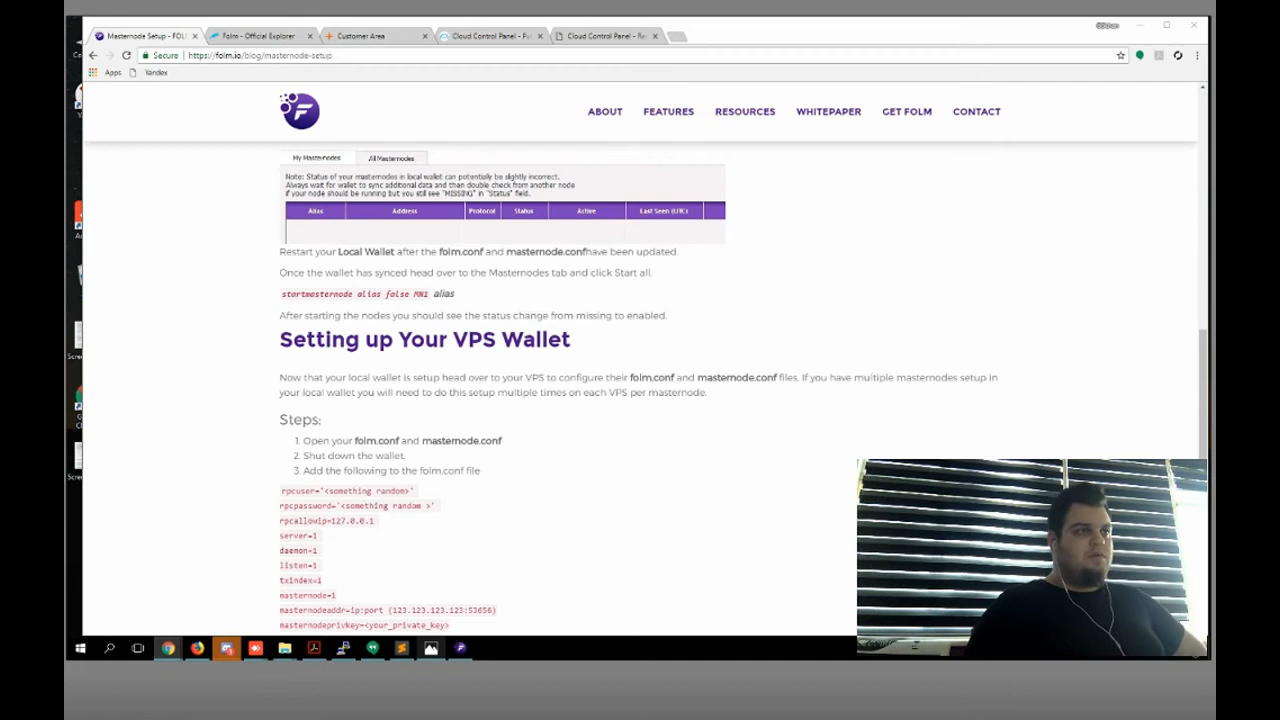 Masternode Setup - FOL
Folm - Official Explorer
Customer Area
Cloud Control Panel -
Cloud Control Panel - Re
Secure
https://folm.io/blog/masternode-setup
Apps
Yandex
ABOUT
FEATURES
RESOURCES
WHITEPAPER
GET FOLM
CONTACT
My Masternodes
All Masternodes
Note: Status of your masternodes in local wallet can potentially be slightly incorrect.
Always wait for wallet to sync additional data and then double check from another node
if your node should be running but you still see "MISSING" in "Status" field.
Alias
Address
Protocol
Status
Active
Last Seen (UTC)
Restart your Local Wallet after the folm.conf and masternode.confhave been updated.
Once the wallet has synced head over to the Masternodes tab and click Start all.
startmasternode alias false MN1 alias
After starting the nodes you should see the status change from missing to enabled.
Setting up Your VPS Wallet
Now that your local wallet is setup head over to your VPS to configure their folm.conf and masternode.conf files. If you have multiple masternodes setup in
your local wallet you will need to do this setup multiple times on each VPS per masternode.
Steps:
1. Open your folm.conf and masternode.conf
2. Shut down the wallet.
3. Add the following to the folm.conf file
rpcuser='<something random>'
rpcpassword='<something random >'
rpcallowip=127.0.0.1
server=1
daemon=1
listen=1
txindex=1
masternode=1
masternodeaddr=ip:port (123.123.123.123:53656)
masternodeprivkey=<your_private_key>